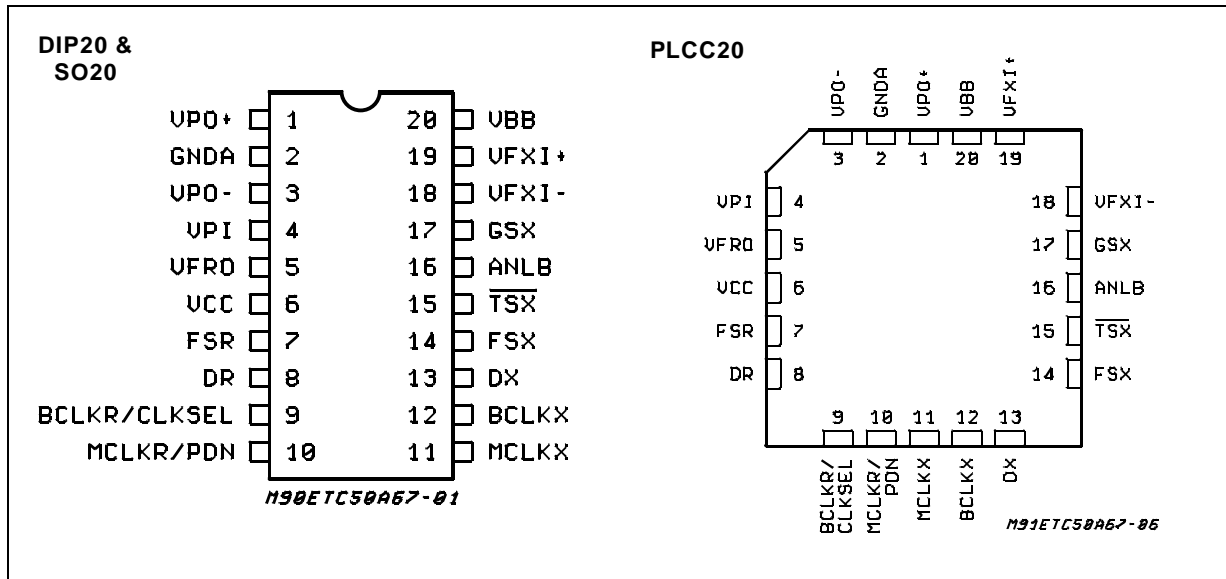 DIP20 &
SO20
VPO+ 1 20 VBB
GNDA 2 19 VFXI+
VPO- 3 18 VFXI-
VPI 4 17 GSX
VFRO 5 16 ANLB
VCC 6 15 TSX
FSR 7 14 FSX
DR 8 13 DX
BCLKR/CLKSEL 9 12 BCLKX
MCLKR/PDN 10 11 MCLKX
M90ETC50A67-01
PLCC20
VPO- GNDA VPO+ VBB VFXI+
3 2 1 20 19
VPI 4 18 VFXI-
VFRO 5 17 GSX
VCC 6 16 ANLB
FSR 7 15 TSX
DR 8 14 FSX
9 10 11 12 13
BCLKR/
CLKSEL
MCLKR/
PDN
MCLKX
BCLKX
DX
M91ETC50A67-06